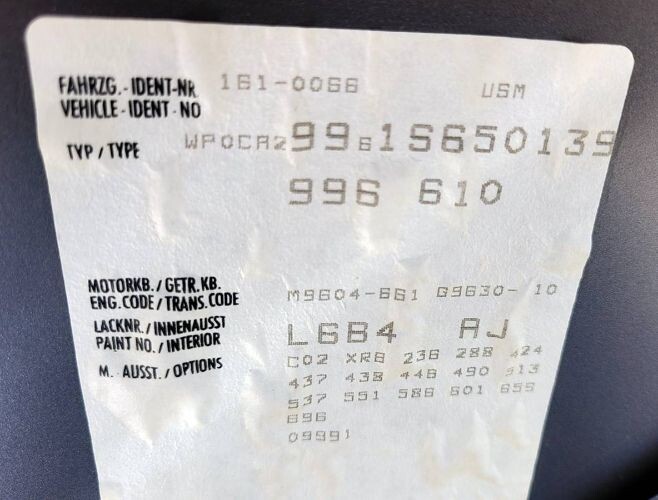 FAHRZG.-IDENT-NR 161-0066 USM
VEHICLE-IDENT-NO
TYP/TYPE WP0CA29961S650139
996 610
MOTORKB./GETR.KB. M9604-661 G9630- 10
ENG.CODE/TRANS.CODE
LACKNR./INNENAUSST L6B4 AJ
PAINT NO./INTERIOR
M. AUSST./OPTIONS C02 XRB 236 288 424
437 438 446 490 513
537 551 586 601 655
696
09991